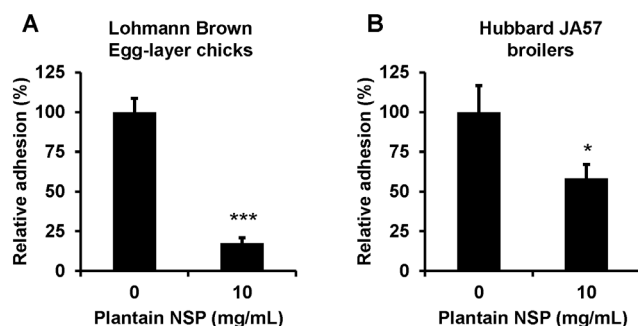 A
Lohmann Brown
Egg-layer chicks
Relative adhesion (%)
125
100
75
50
25
0
***
0 10
Plantain NSP (mg/mL)
B
Hubbard JA57
broilers
Relative adhesion (%)
125
100
75
50
25
0
*
0 10
Plantain NSP (mg/mL)